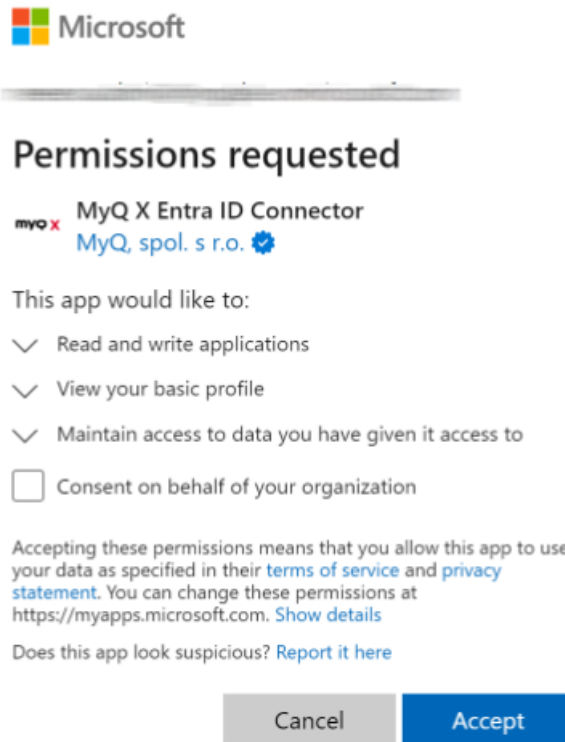 Microsoft
Permissions requested
myQ X
MyQ X Entra ID Connector
MyQ, spol. s r.o.
This app would like to:
Read and write applications
View your basic profile
Maintain access to data you have given it access to
Consent on behalf of your organization
Accepting these permissions means that you allow this app to use
your data as specified in their terms of service and privacy
statement. You can change these permissions at
https://myapps.microsoft.com. Show details
Does this app look suspicious? Report it here
Cancel
Accept